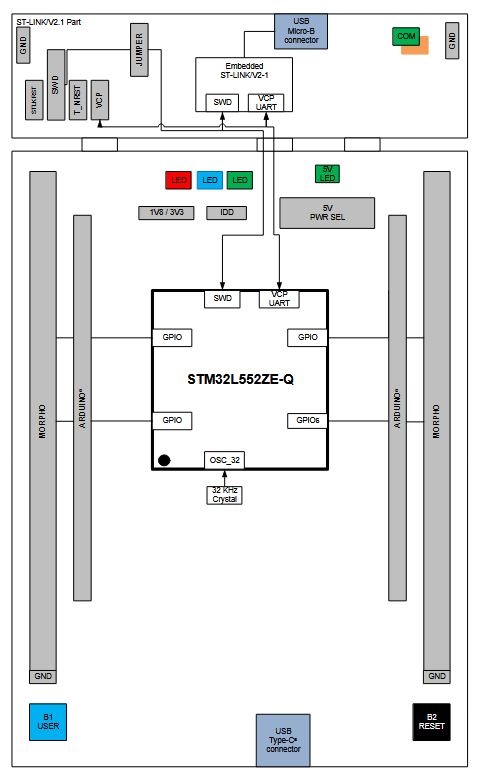 ST-LINK/V2.1 Part
GND
STLK RST
SWD
T_NRST
VCP
JUMPER
USB
Micro-B
connector
Embedded
ST-LINK/V2-1
SWD
VCP
UART
COM
GND
LED
LED
LED
5V
LED
1V8 / 3V3
IDD
5V
PWR SEL
MORPHO
ARDUINO®
SWD
VCP
UART
GPIO
GPIO
STM32L552ZE-Q
GPIO
GPIOs
OSC_32
32 KHz
Crystal
ARDUINO®
MORPHO
GND
GND
B1
USER
USB
Type-C®
connector
B2
RESET